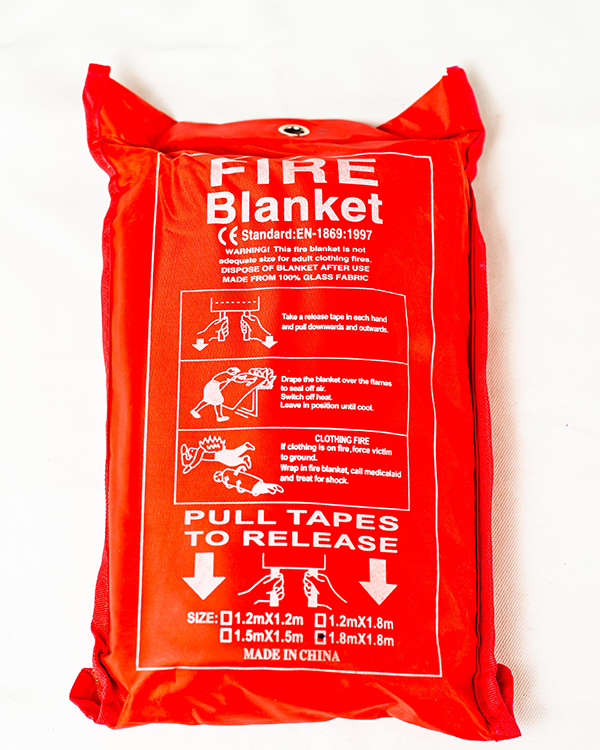 FIRE
Blanket
CE Standard:EN-1869:1997
WARNING! This fire blanket is not
adequate size for adult clothing fires.
DISPOSE OF BLANKET AFTER USE
MADE FROM 100% GLASS FABRIC
Take a release tape in each hand
and pull downwards and outwards.
Drape the blanket over the flames
to seal off air.
Switch off heat.
Leave in position until cool.
CLOTHING FIRE
If clothing is on fire,force victim
to ground.
Wrap in fire blanket, call medicalaid
and treat for shock.
PULL TAPES
TO RELEASE
SIZE: 1.2mX1.2m 1.2mX1.8m
1.5mX1.5m 1.8mX1.8m
MADE IN CHINA